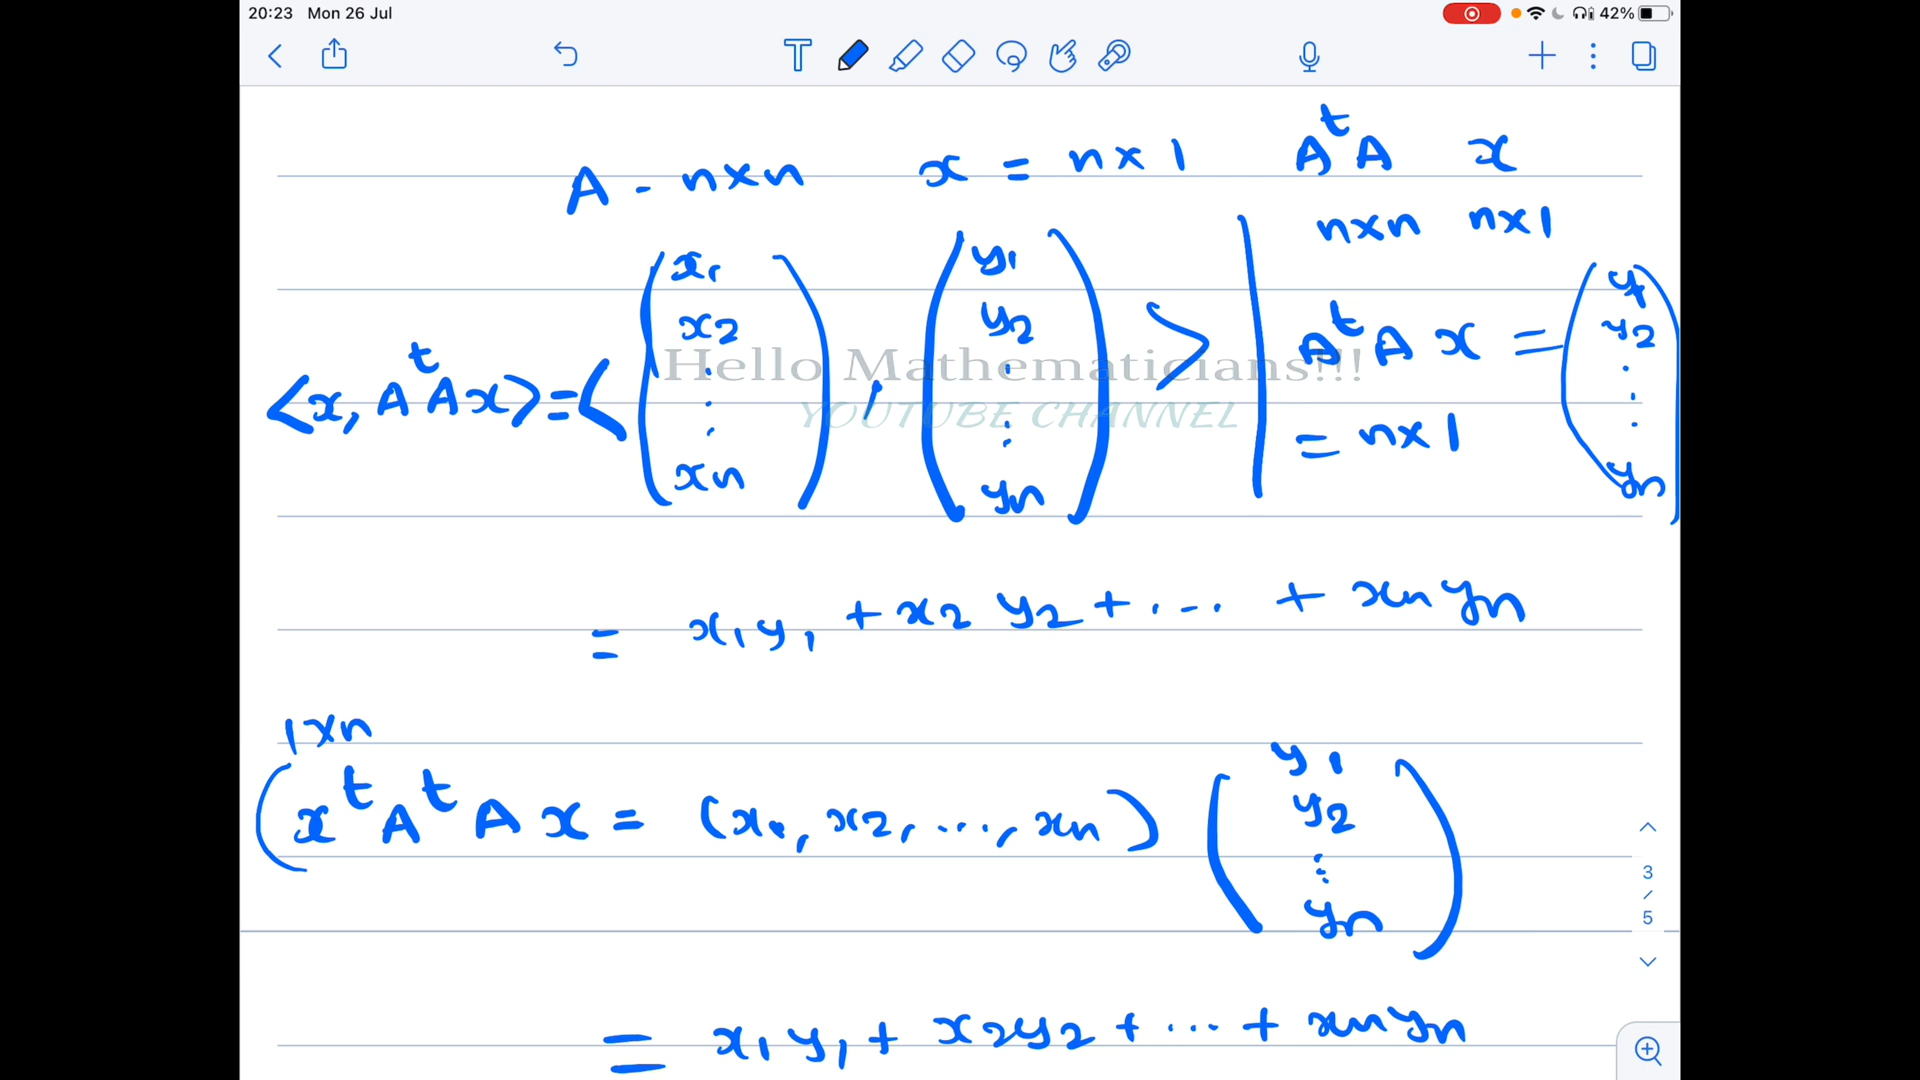 20:23 Mon 26 Jul 42%
T
A - n×n x = n×1 AᵗA x
n×n n×1
<x, AᵗAx> = < (x₁ x₂ ⋮ xₙ) , (y₁ y₂ ⋮ yₙ) > | AᵗA x = (y₁ y₂ ⋮ yₙ)
= n×1
Hello Mathematicians!!!
YOUTUBE CHANNEL
= x₁y₁ + x₂y₂ + ... + xₙyₙ
1×n
(xᵗAᵗAx = (x₁, x₂, ..., xₙ) (y₁ y₂ ⋮ yₙ)
= x₁y₁ + x₂y₂ + ... + xₙyₙ
3
/
5